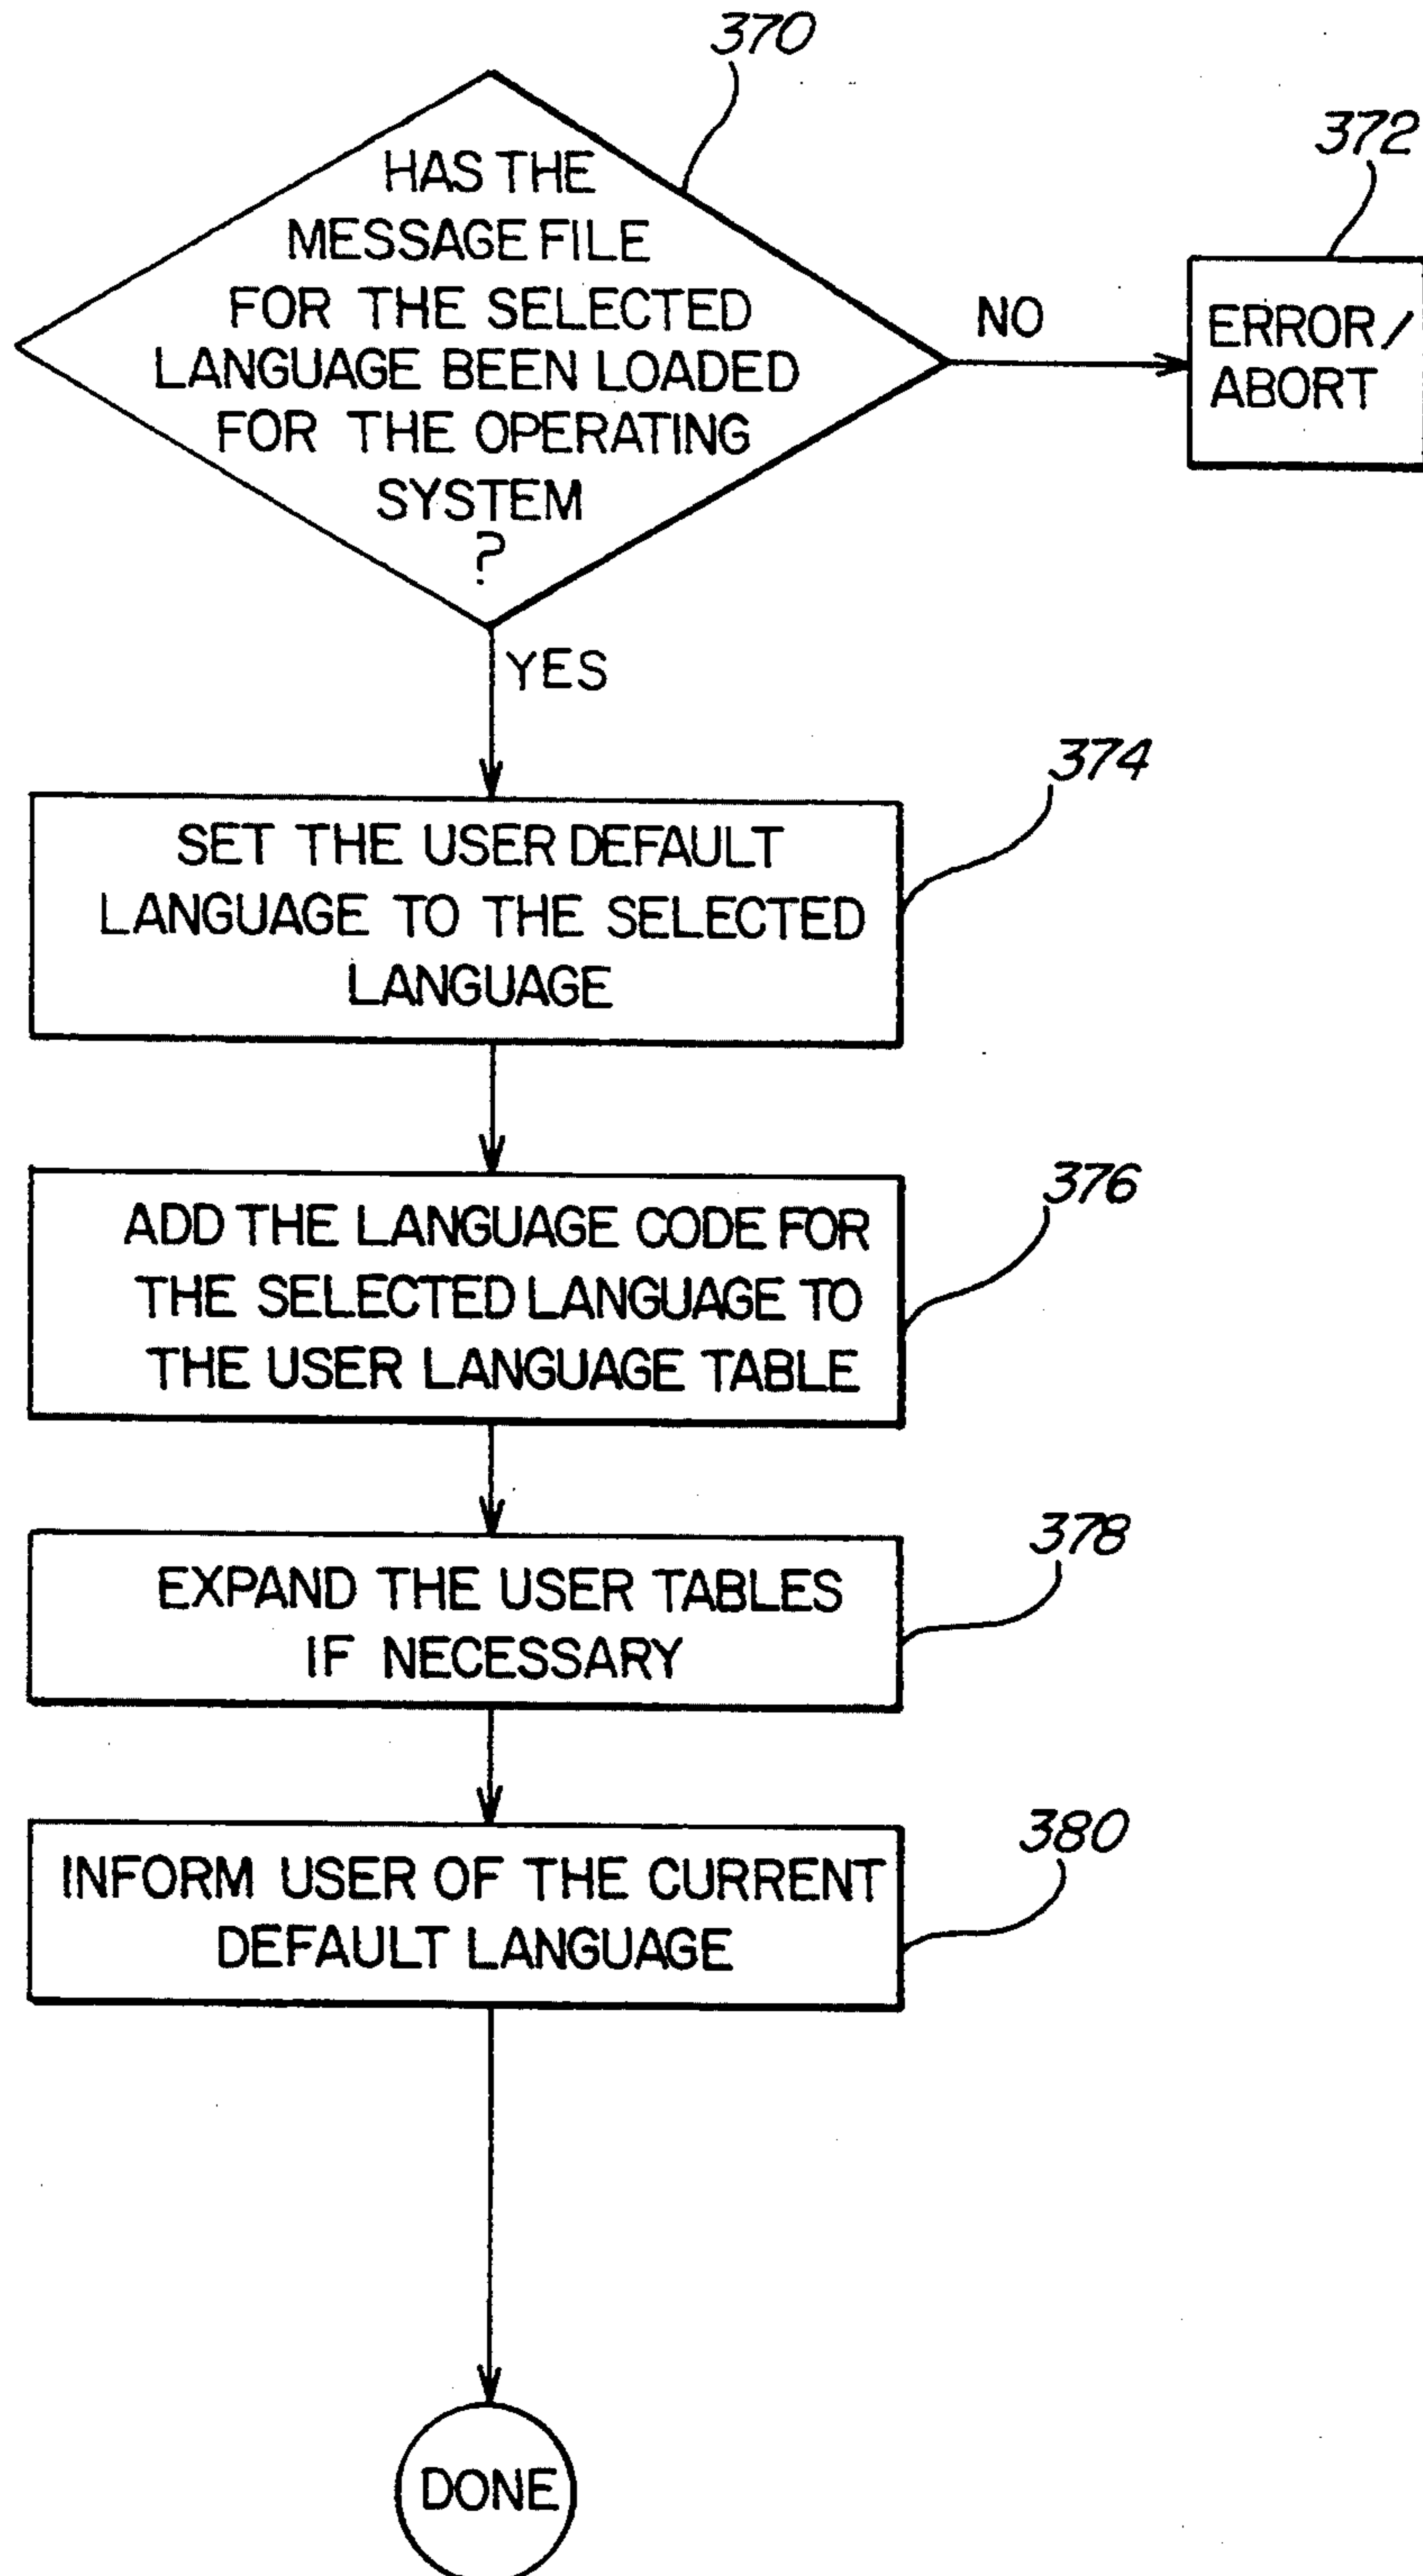 370
HAS THE
MESSAGE FILE
FOR THE SELECTED
LANGUAGE BEEN LOADED
FOR THE OPERATING
SYSTEM
?
NO
372
ERROR/
ABORT
YES
374
SET THE USER DEFAULT
LANGUAGE TO THE SELECTED
LANGUAGE
376
ADD THE LANGUAGE CODE FOR
THE SELECTED LANGUAGE TO
THE USER LANGUAGE TABLE
378
EXPAND THE USER TABLES
IF NECESSARY
380
INFORM USER OF THE CURRENT
DEFAULT LANGUAGE
DONE